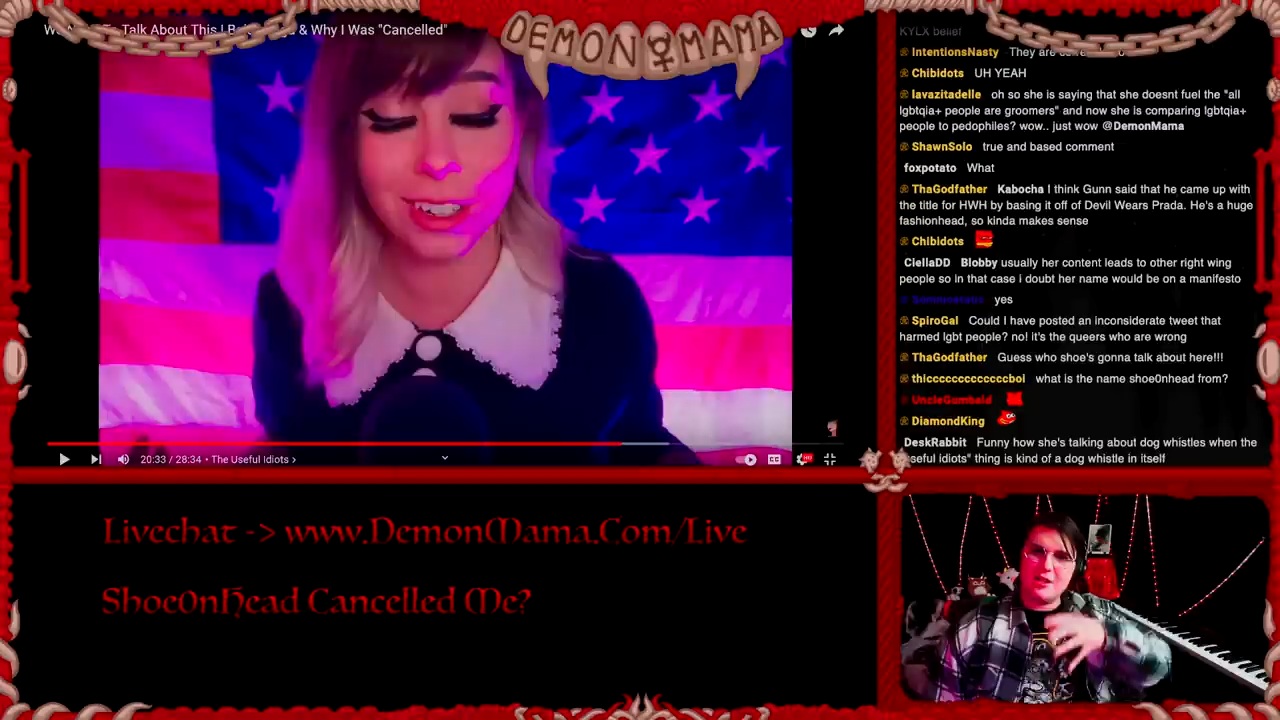 Talk About This
& Why I Was "Cancelled"
DEMON MAMA
KYLX belief
IntentionsNasty They are
Chibidots UH YEAH
lavazitadelle oh so she is saying that she doesnt fuel the "all
lgbtqia+ people are groomers" and now she is comparing lgbtqia+
people to pedophiles? wow.. just wow @DemonMama
ShawnSolo true and based comment
foxpotato What
ThaGodfather Kabocha I think Gunn said that he came up with
the title for HWH by basing it off of Devil Wears Prada. He's a huge
fashionhead, so kinda makes sense
Chibidots
CiellaDD Blobby usually her content leads to other right wing
people so in that case i doubt her name would be on a manifesto
yes
SpiroGal Could I have posted an inconsiderate tweet that
harmed lgbt people? no! it's the queers who are wrong
ThaGodfather Guess who shoe's gonna talk about here!!!
thiccccccccccccccboi what is the name shoe0nhead from?
UncleGumbald
DiamondKing
DeskRabbit Funny how she's talking about dog whistles when the
useful idiots" thing is kind of a dog whistle in itself
20:33 / 28:34 • The Useful Idiots ›
CC
HD
Livechat -> www.DemonMama.Com/Live
Shoe0nHead Cancelled Me?